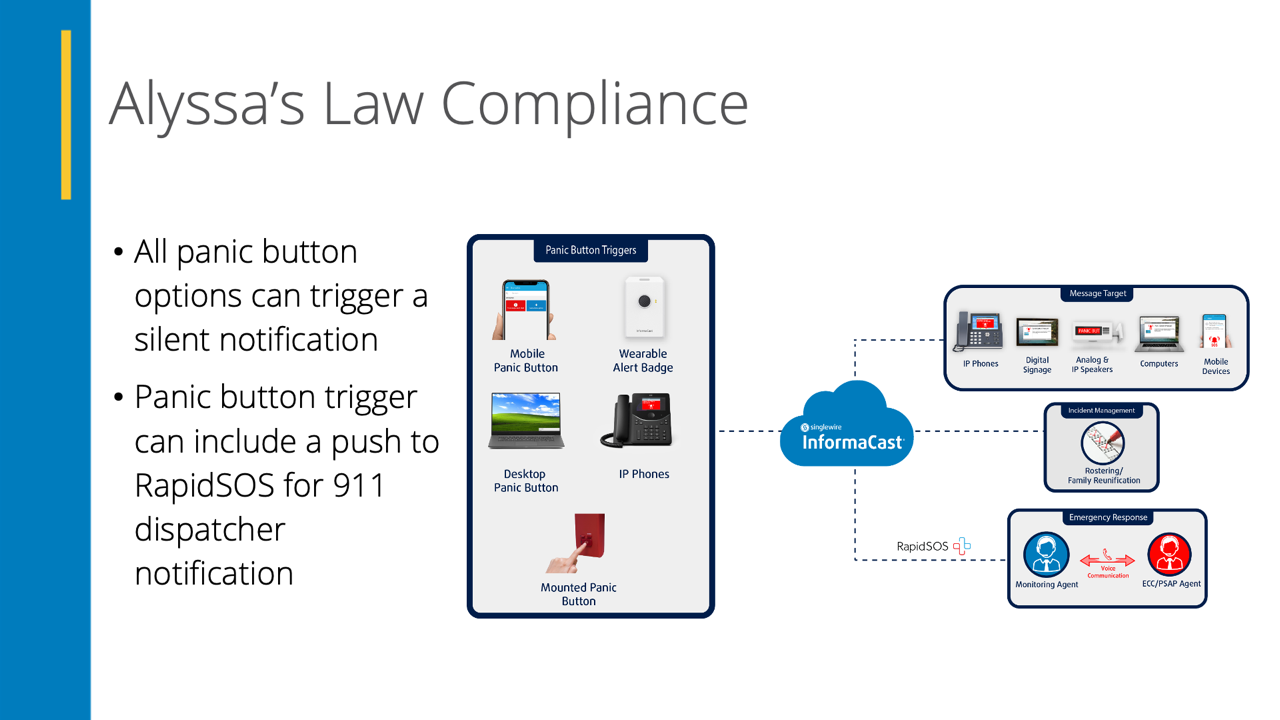 Alyssa’s Law Compliance
• All panic button
options can trigger a
silent notification
• Panic button trigger
can include a push to
RapidSOS for 911
dispatcher
notification
Panic Button Triggers
Mobile
Panic Button
Wearable
Alert Badge
Desktop
Panic Button
IP Phones
Mounted Panic
Button
singlewire
InformaCast
RapidSOS
Message Target
IP Phones
Digital
Signage
Analog &
IP Speakers
Computers
Mobile
Devices
Incident Management
Rostering/
Family Reunification
Emergency Response
Monitoring Agent
Voice
Communication
ECC/PSAP Agent